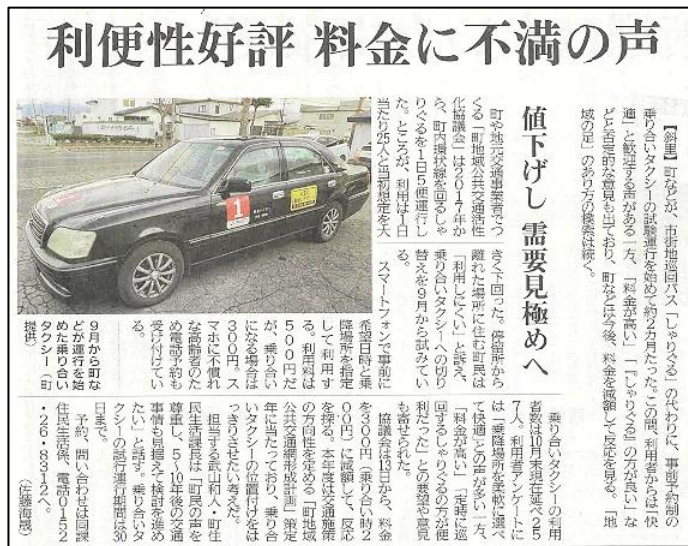 利便性好評 料金に不満の声
値下げし 需要見極めへ
【斜里】町などが、市街地巡回バス「しゃりぐる」の代わりに、事前予約制の
乗り合いタクシーの試験運行を始めて約2カ月たった。この間、利用者からは「快
適」と歓迎する声がある一方、「料金が高い」「『しゃりぐる』の方が良い」な
どと否定的な意見も出ており、町などは今後、料金を減額して反応を見る。「地
域の足」のあり方の模索は続く。
町や地元交通事業者でつ
くる「町地域公共交通活性
化協議会」は2017年か
ら、町内環状線を回るしゃ
りぐるを1日5便運行し
た。ところが、利用は1日
当たり25人と当初想定を大
きく下回った。停留所から
離れた場所に住む町民は
「利用しにくい」と訴え、
乗り合いタクシーへの切り
替えを9月から試みてい
る。
スマートフォンで事前に
希望日時と乗
降場所を指定
して利用す
る。利用料は
500円だ
が、乗り合い
になる場合は
300円。ス
マホに不慣れ
な高齢者のた
め電話予約も
受け付けてい
る。
1
9月から町な
どが運行を始
めた乗り合い
タクシー(町
提供)
乗り合いタクシーの利用
者数は10月末現在延べ25
7人。利用者アンケートに
は「乗降場所を柔軟に選べ
て快適」との声が多い一方、
「料金が高い」「定時に巡
回するしゃりぐるの方が便
利だった」との要望や意見
も寄せられた。
協議会は13日から、料金
を300円(乗り合い時2
00円)に減額して、反応
を探る。本年度は交通施策
の方向性を定める「町地域
公共交通網形成計画」策定
年に当たっており、乗り合
いタクシーの位置付けをは
っきりさせたい考えだ。
担当する武山和人・町住
民生活課長は「町民の声を
尊重し、5~10年後の交通
事情も見据えて検討を進め
たい」と話す。乗り合いタ
クシーの試行運行期間は30
日まで。
予約、問い合わせは同課
住民生活係、電話0152
・26・8312へ。
(佐藤海晟)